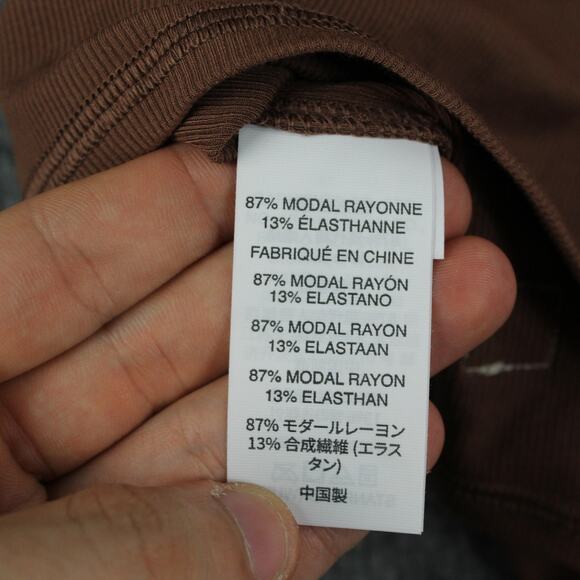 87% MODAL RAYONNE
13% ÉLASTHANNE
FABRIQUÉ EN CHINE
87% MODAL RAYÓN
13% ELASTANO
87% MODAL RAYON
13% ELASTAAN
87% MODAL RAYON
13% ELASTHAN
87% モダールレーヨン
13% 合成繊維 (エラス
タン)
中国製